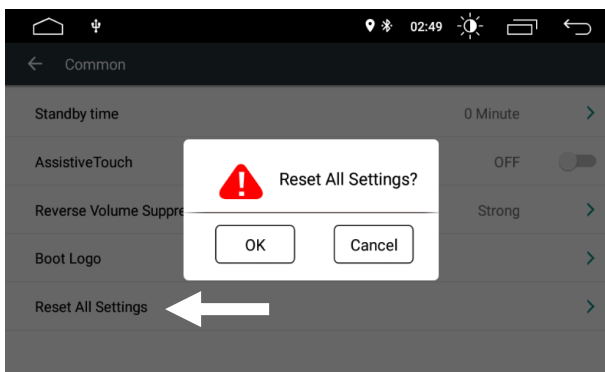 02:49
Common
Standby time 0 Minute
AssistiveTouch OFF
Reset All Settings?
Reverse Volume Suppre Strong
OK Cancel
Boot Logo
Reset All Settings